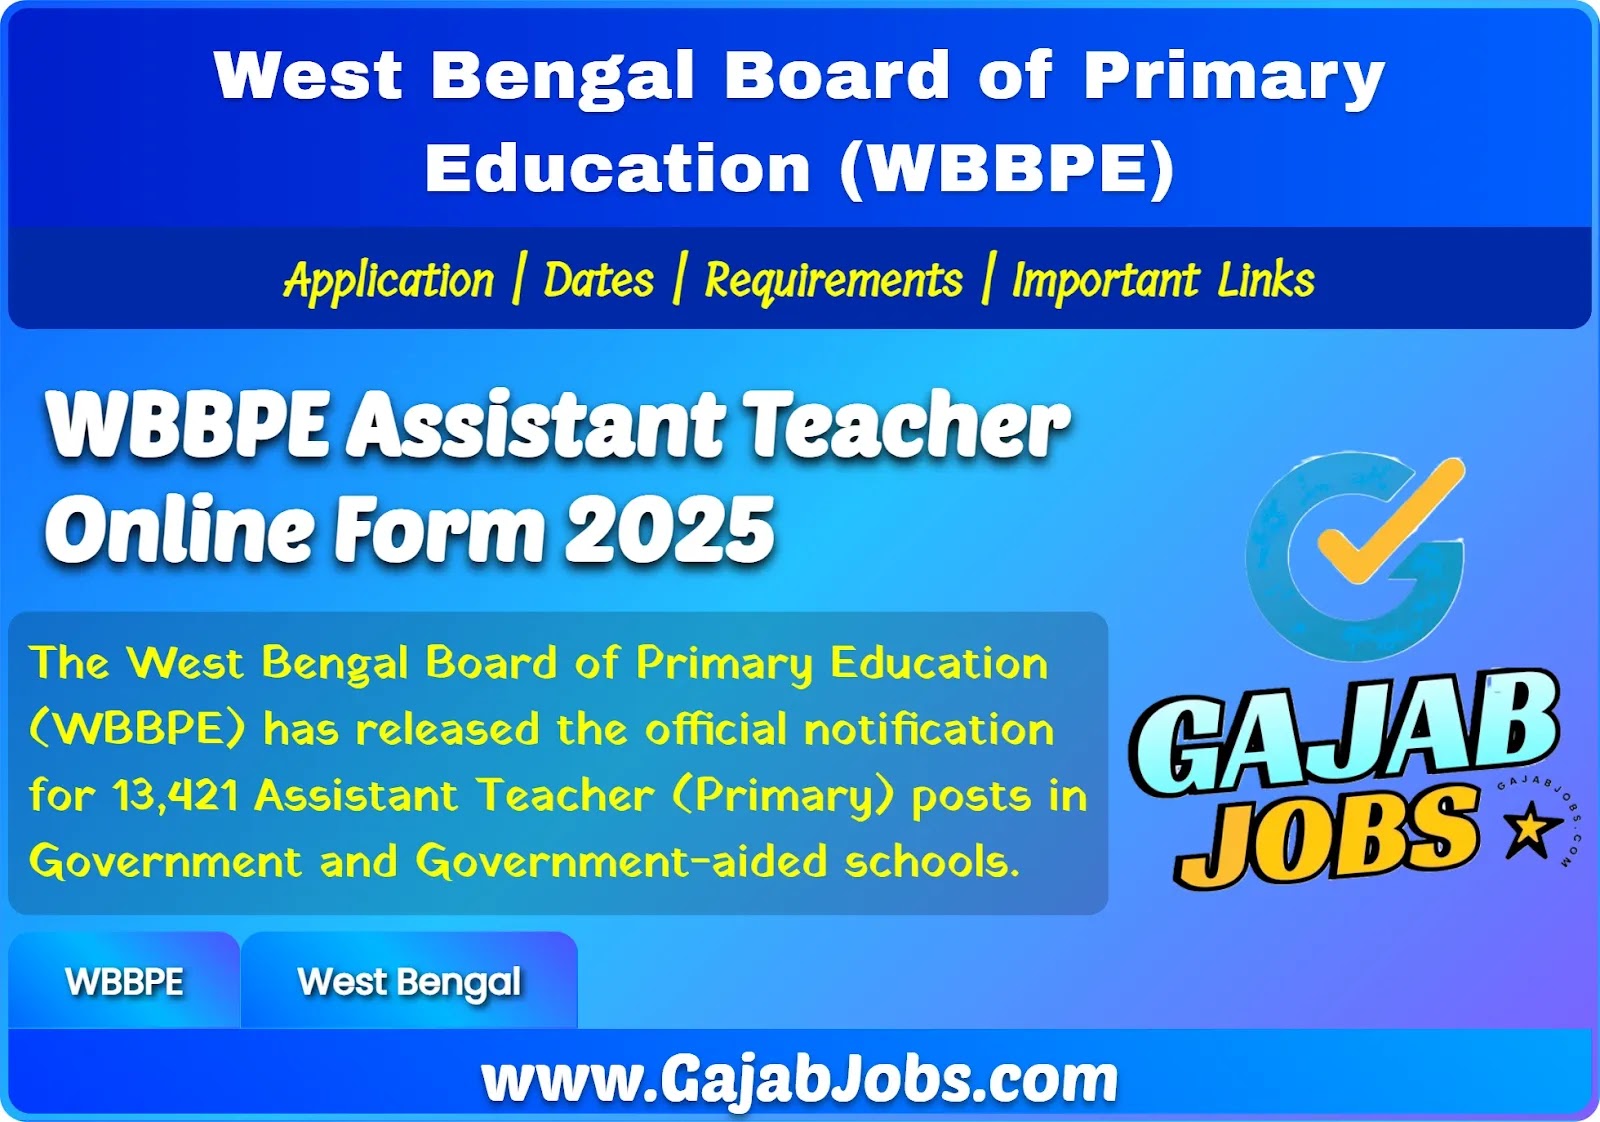 West Bengal Board of Primary
Education (WBBPE)
Application | Dates | Requirements | Important Links
WBBPE Assistant Teacher
Online Form 2025
The West Bengal Board of Primary Education
(WBBPE) has released the official notification
for 13,421 Assistant Teacher (Primary) posts in
Government and Government-aided schools.
GAJAB
JOBS
GAJABJOBS.COM
WBBPE
West Bengal
www.GajabJobs.com